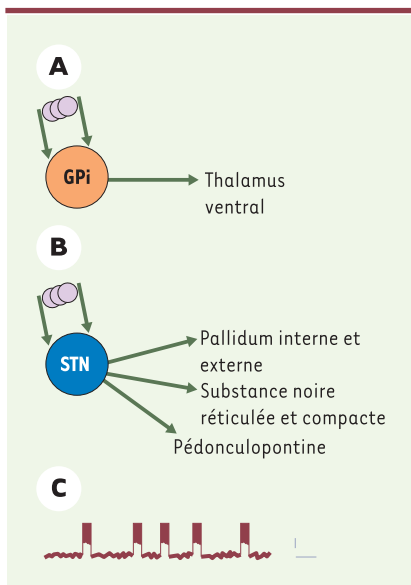 A
GPi
Thalamus
ventral
B
STN
Pallidum interne et
externe
Substance noire
réticulée et compacte
Pédonculopontine
C